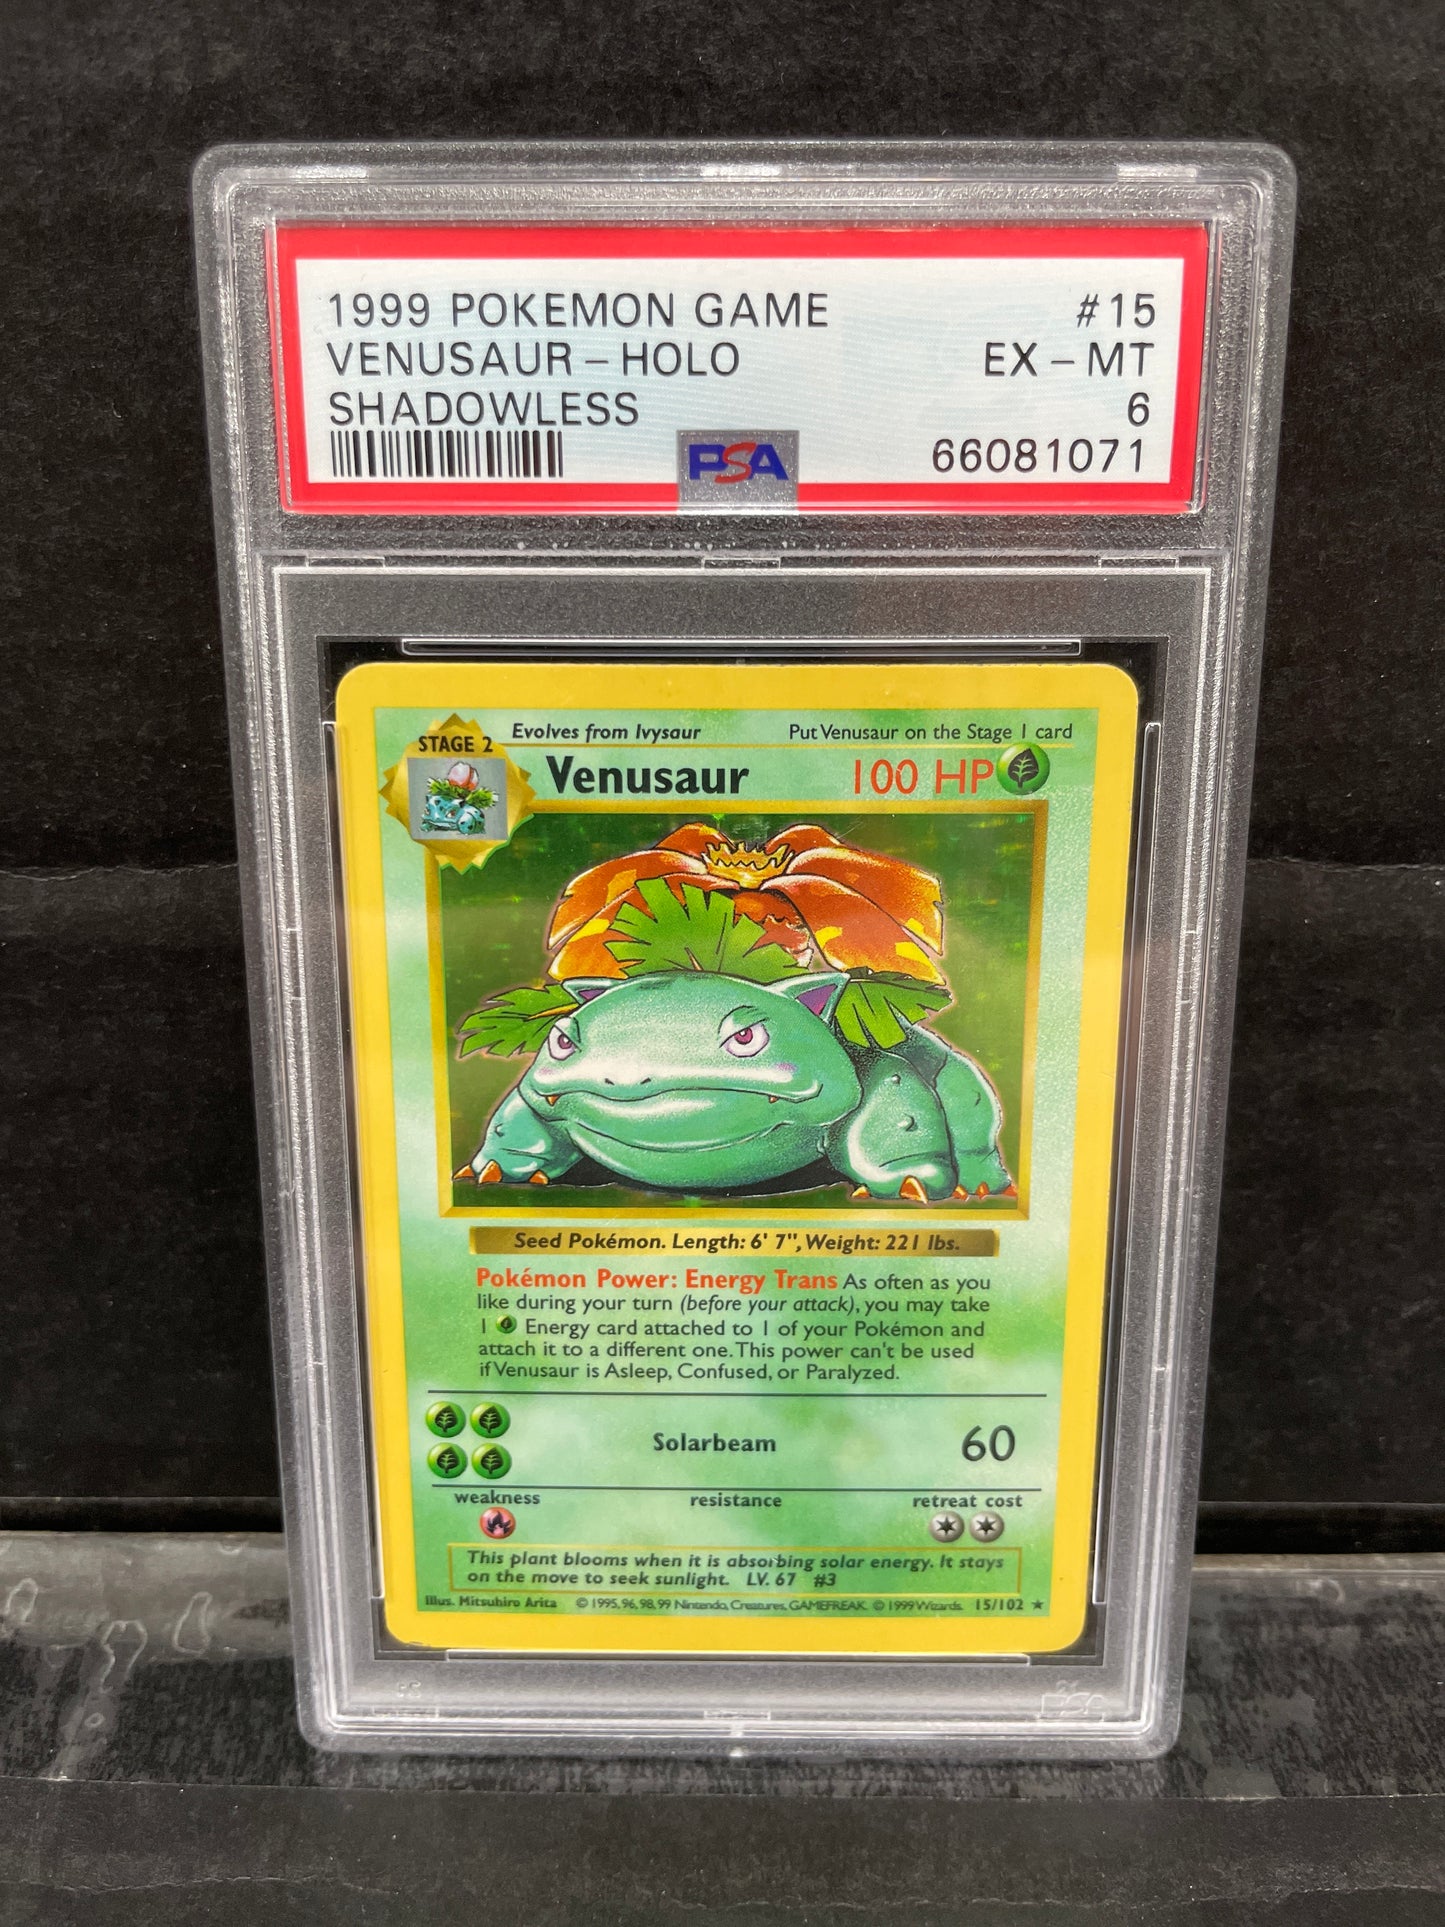 1999 POKEMON GAME #15
VENUSAUR-HOLO EX-MT
SHADOWLESS 6
PSA 66081071
STAGE 2 Evolves from Ivysaur Put Venusaur on the Stage 1 card
Venusaur 100 HP
Seed Pokémon. Length: 6' 7", Weight: 221 lbs.
Pokémon Power: Energy Trans As often as you
like during your turn (before your attack), you may take
1 Energy card attached to 1 of your Pokémon and
attach it to a different one. This power can't be used
if Venusaur is Asleep, Confused, or Paralyzed.
Solarbeam 60
weakness resistance retreat cost
This plant blooms when it is absorbing solar energy. It stays
on the move to seek sunlight. LV. 67 #3
Illus. Mitsuhiro Arita © 1995, 96, 98, 99 Nintendo, Creatures, GAMEFREAK. © 1999 Wizards. 15/102 ★